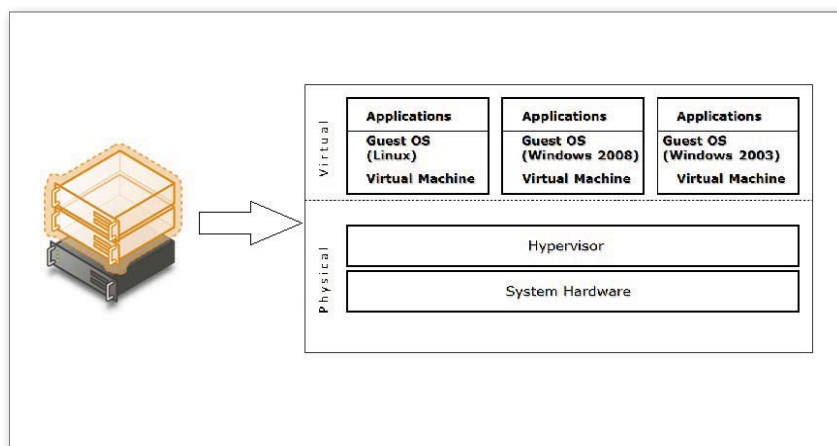 Virtual
Applications
Guest OS
(Linux)
Virtual Machine
Applications
Guest OS
(Windows 2008)
Virtual Machine
Applications
Guest OS
(Windows 2003)
Virtual Machine
Physical
Hypervisor
System Hardware